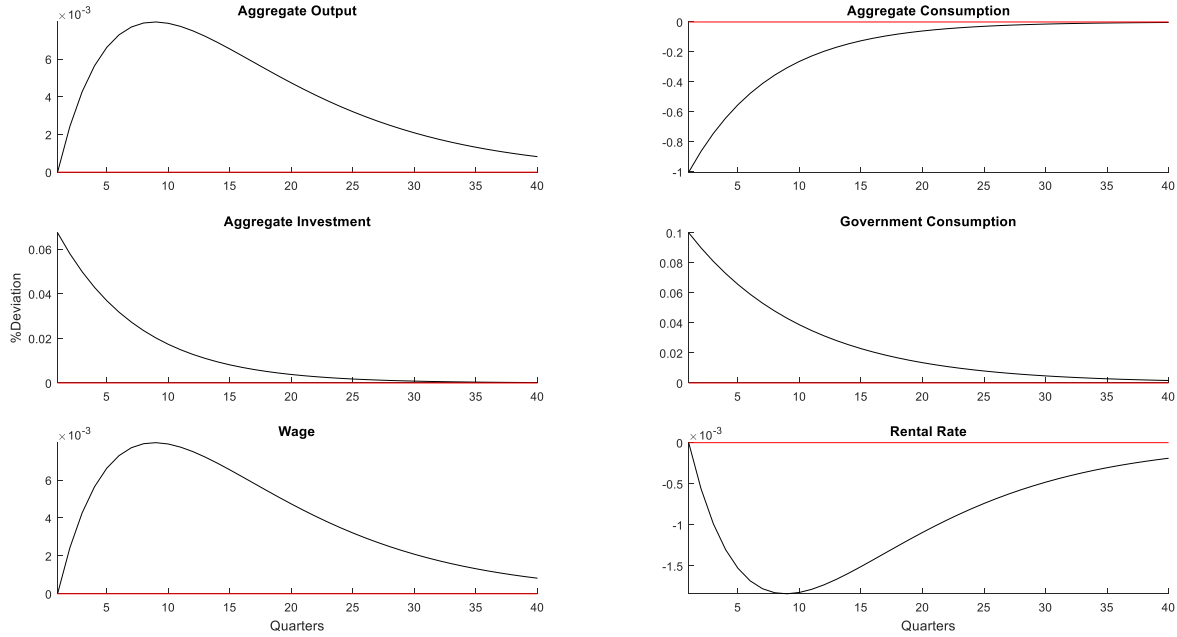 Aggregate Output
×10-3
6
4
2
0
5 10 15 20 25 30 35 40
Aggregate Consumption
0
-0.2
-0.4
-0.6
-0.8
-1
5 10 15 20 25 30 35 40
Aggregate Investment
%Deviation
0.06
0.04
0.02
0
5 10 15 20 25 30 35 40
Government Consumption
0.1
0.08
0.06
0.04
0.02
0
5 10 15 20 25 30 35 40
Wage
×10-3
6
4
2
0
5 10 15 20 25 30 35 40
Quarters
Rental Rate
×10-3
0
-0.5
-1
-1.5
5 10 15 20 25 30 35 40
Quarters